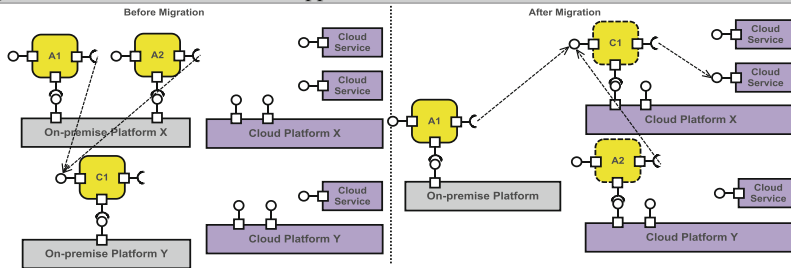 Before Migration
After Migration
A1
A2
Cloud
Service
Cloud
Service
On-premise Platform X
Cloud Platform X
C1
Cloud
Service
On-premise Platform Y
Cloud Platform Y
C1
Cloud
Service
Cloud
Service
A1
Cloud Platform X
A2
On-premise Platform
Cloud
Service
Cloud Platform Y